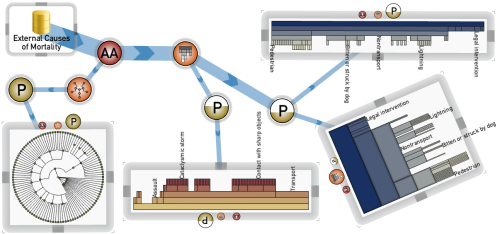 External Causes
of Mortality
AA
P
P
P
P
P
P
Pedestrian
Bitten or struck by dog
Nontransport
Lightning
Legal intervention
Legal intervention
Lightning
Nontransport
Bitten or struck by dog
Pedestrian
Assault
Cataclysmic storm
Contact with sharp objects
Transport
P